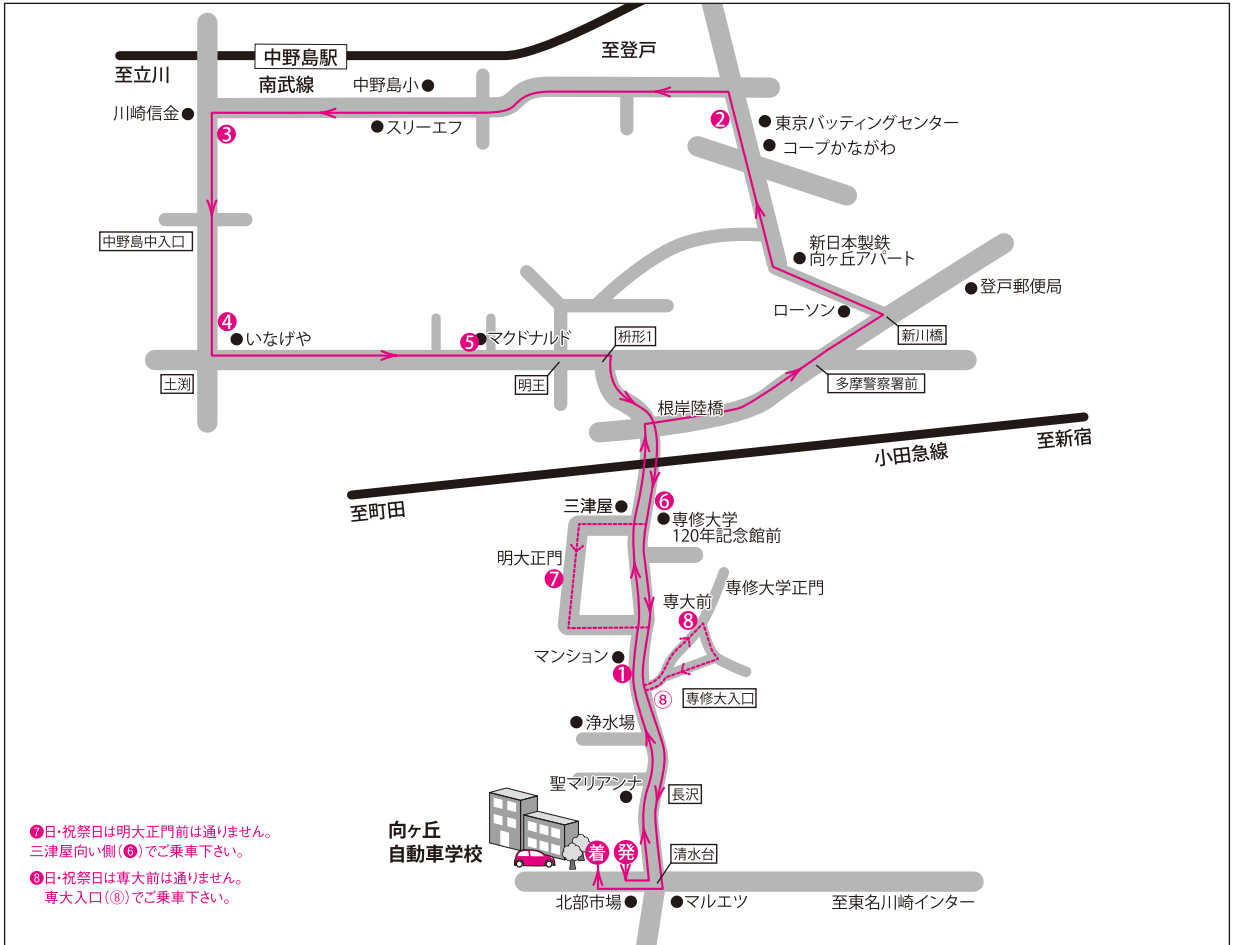 中野島駅
至登戸
至立川
南武線
中野島小
川崎信金
スリーエフ
❸
❷
東京バッティングセンター
コープかながわ
中野島中入口
新日本製鉄
向ヶ丘アパート
登戸郵便局
ローソン
新川橋
❹
いなげや
❺
マクドナルド
枡形1
土渕
明王
多摩警察署前
根岸陸橋
小田急線
至新宿
至町田
三津屋
❻
専修大学
120年記念館前
明大正門
❼
専修大学正門
専大前
❽
マンション
❶
⑧
専修大入口
浄水場
聖マリアンナ
長沢
向ヶ丘
自動車学校
着
発
清水台
北部市場
マルエツ
至東名川崎インター
❼日・祝祭日は明大正門前は通りません。
三津屋向い側(❻)でご乗車下さい。
❽日・祝祭日は専大前は通りません。
専大入口(⑧)でご乗車下さい。